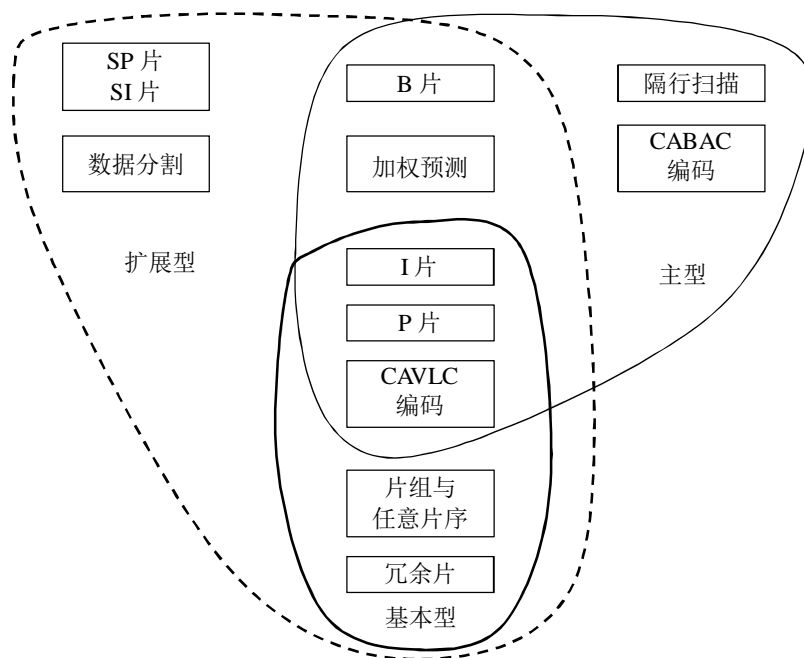 SP 片
SI 片
B 片
隔行扫描
数据分割
加权预测
CABAC
编码
扩展型
I 片
主型
P 片
CAVLC
编码
片组与
任意片序
冗余片
基本型